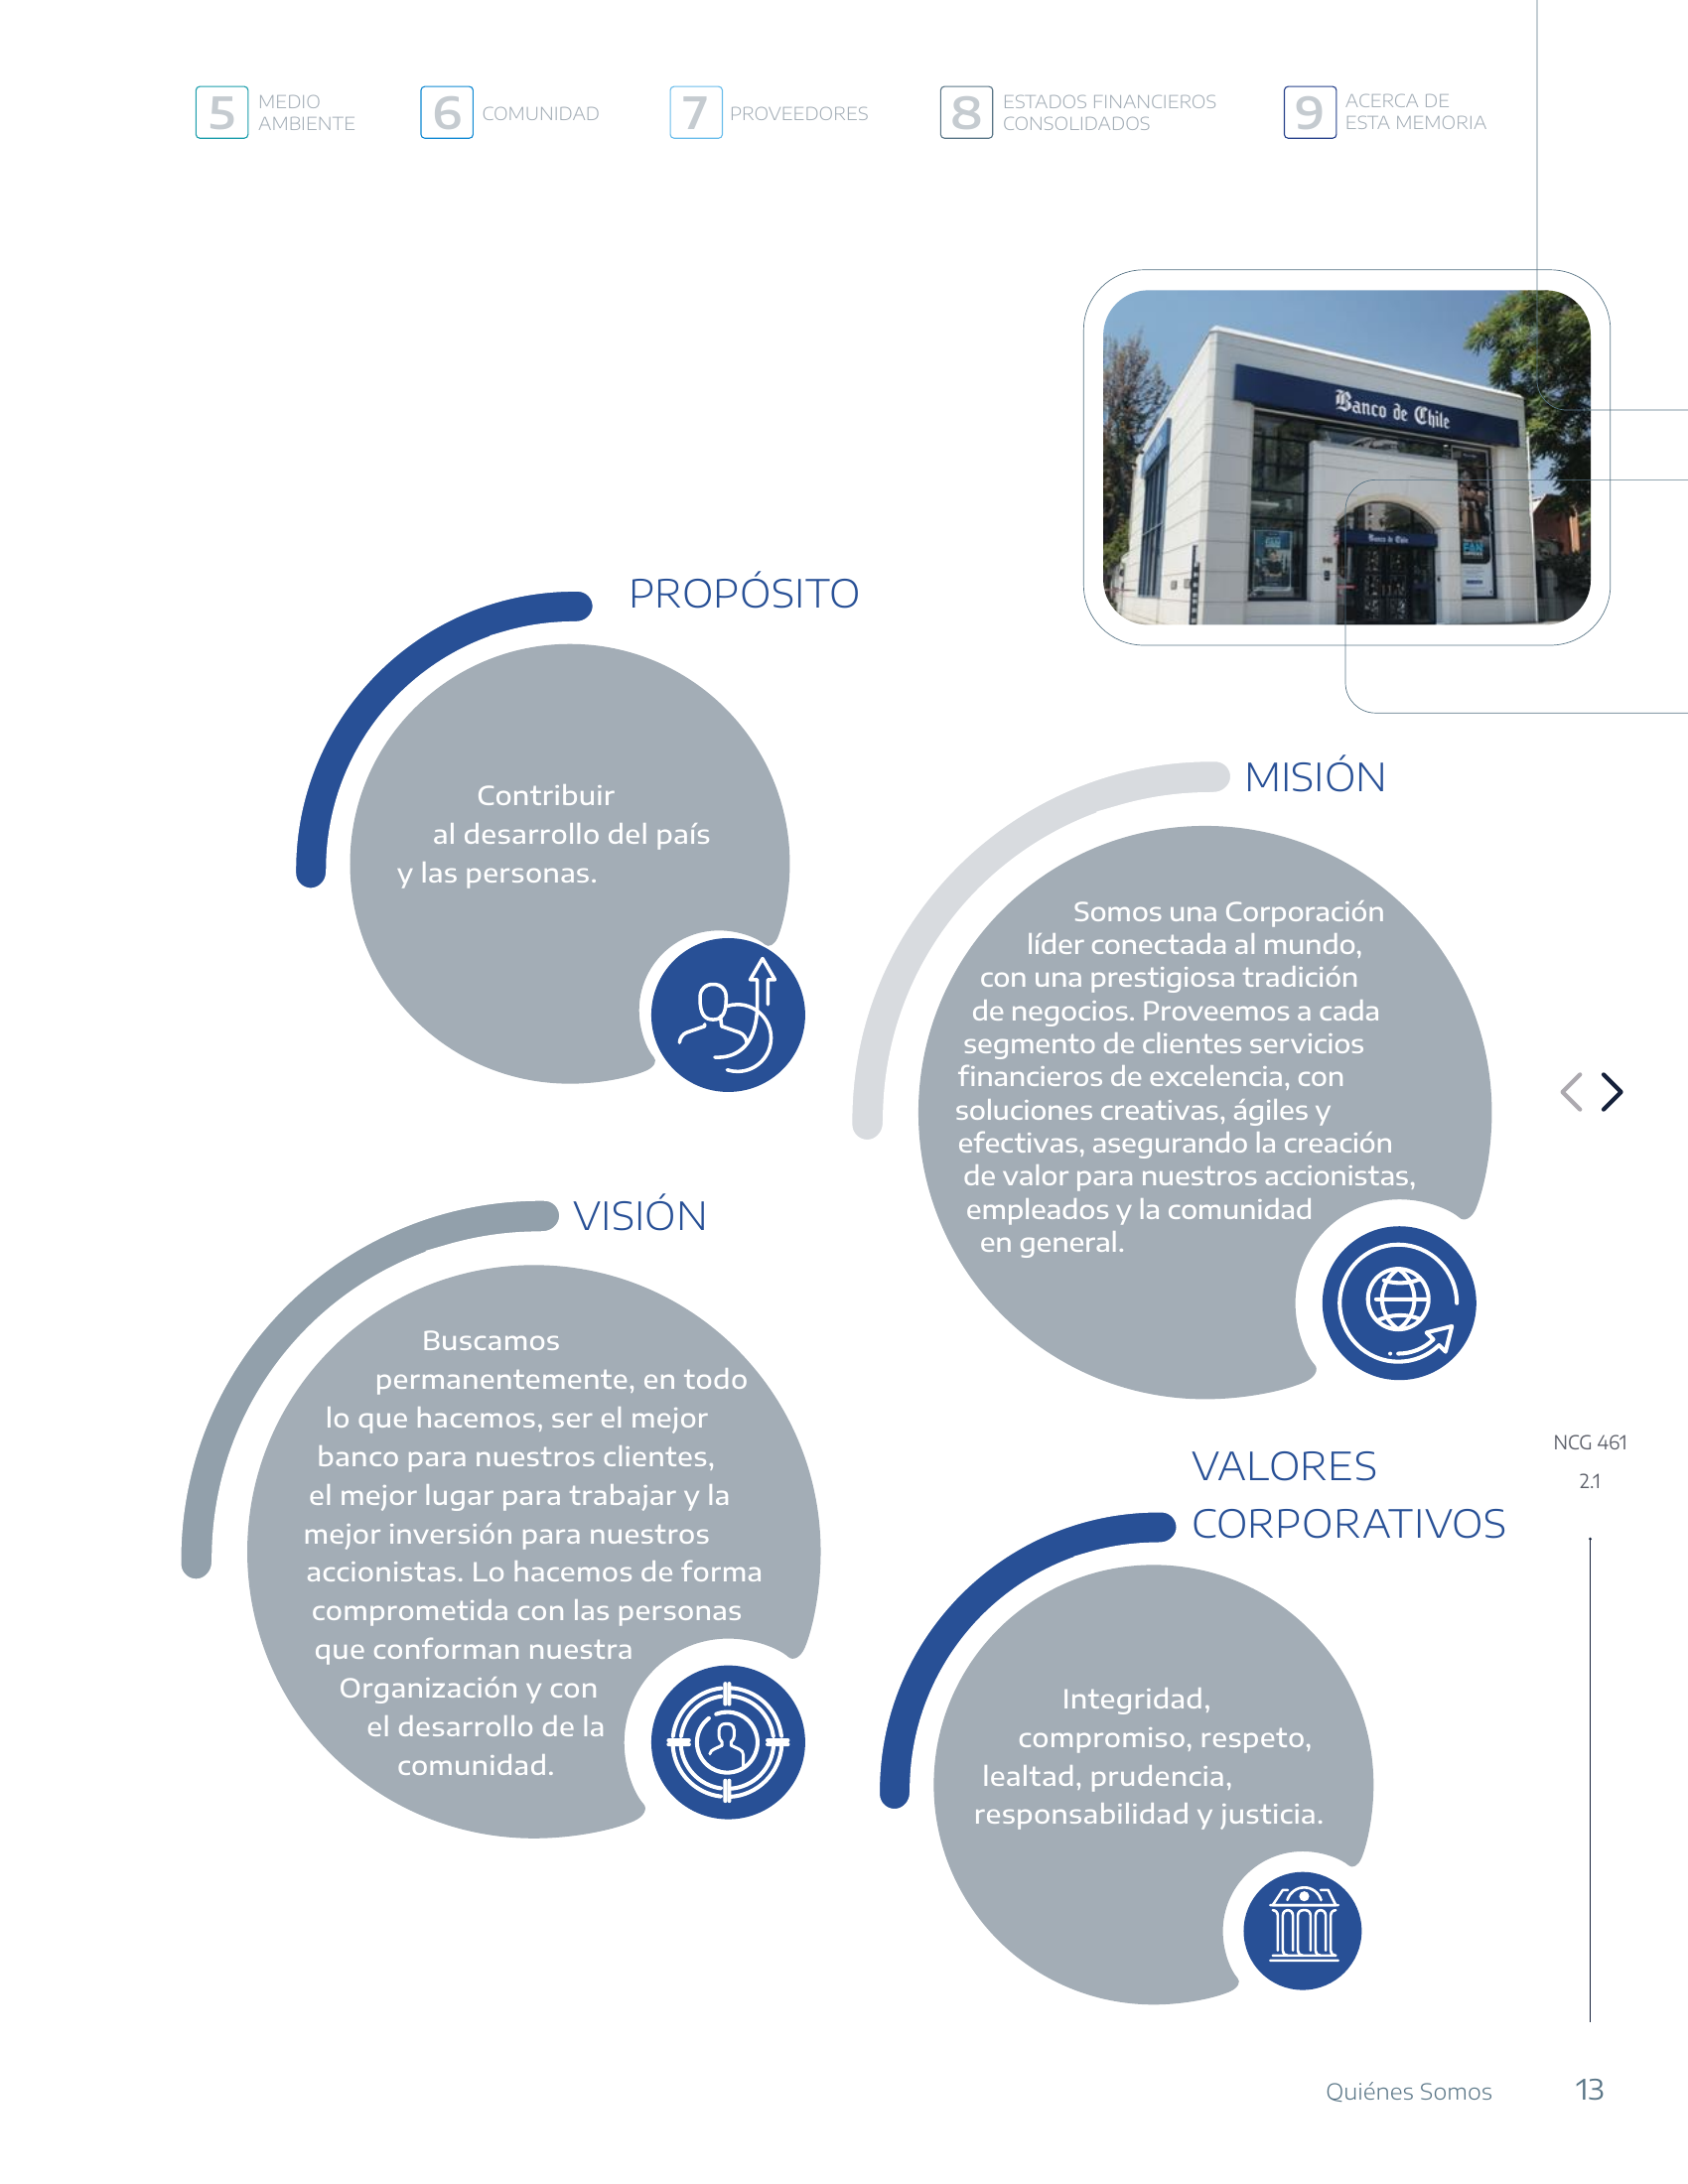 5 MEDIO
AMBIENTE
6 COMUNIDAD
7 PROVEEDORES
8 ESTADOS FINANCIEROS
CONSOLIDADOS
9 ACERCA DE
ESTA MEMORIA
Banco de Chile
Banco de Chile
FAN
PROPÓSITO
Contribuir
al desarrollo del país
y las personas.
MISIÓN
Somos una Corporación
líder conectada al mundo,
con una prestigiosa tradición
de negocios. Proveemos a cada
segmento de clientes servicios
financieros de excelencia, con
soluciones creativas, ágiles y
efectivas, asegurando la creación
de valor para nuestros accionistas,
empleados y la comunidad
en general.
VISIÓN
Buscamos
permanentemente, en todo
lo que hacemos, ser el mejor
banco para nuestros clientes,
el mejor lugar para trabajar y la
mejor inversión para nuestros
accionistas. Lo hacemos de forma
comprometida con las personas
que conforman nuestra
Organización y con
el desarrollo de la
comunidad.
VALORES
CORPORATIVOS
Integridad,
compromiso, respeto,
lealtad, prudencia,
responsabilidad y justicia.
NCG 461
2.1
Quiénes Somos 13